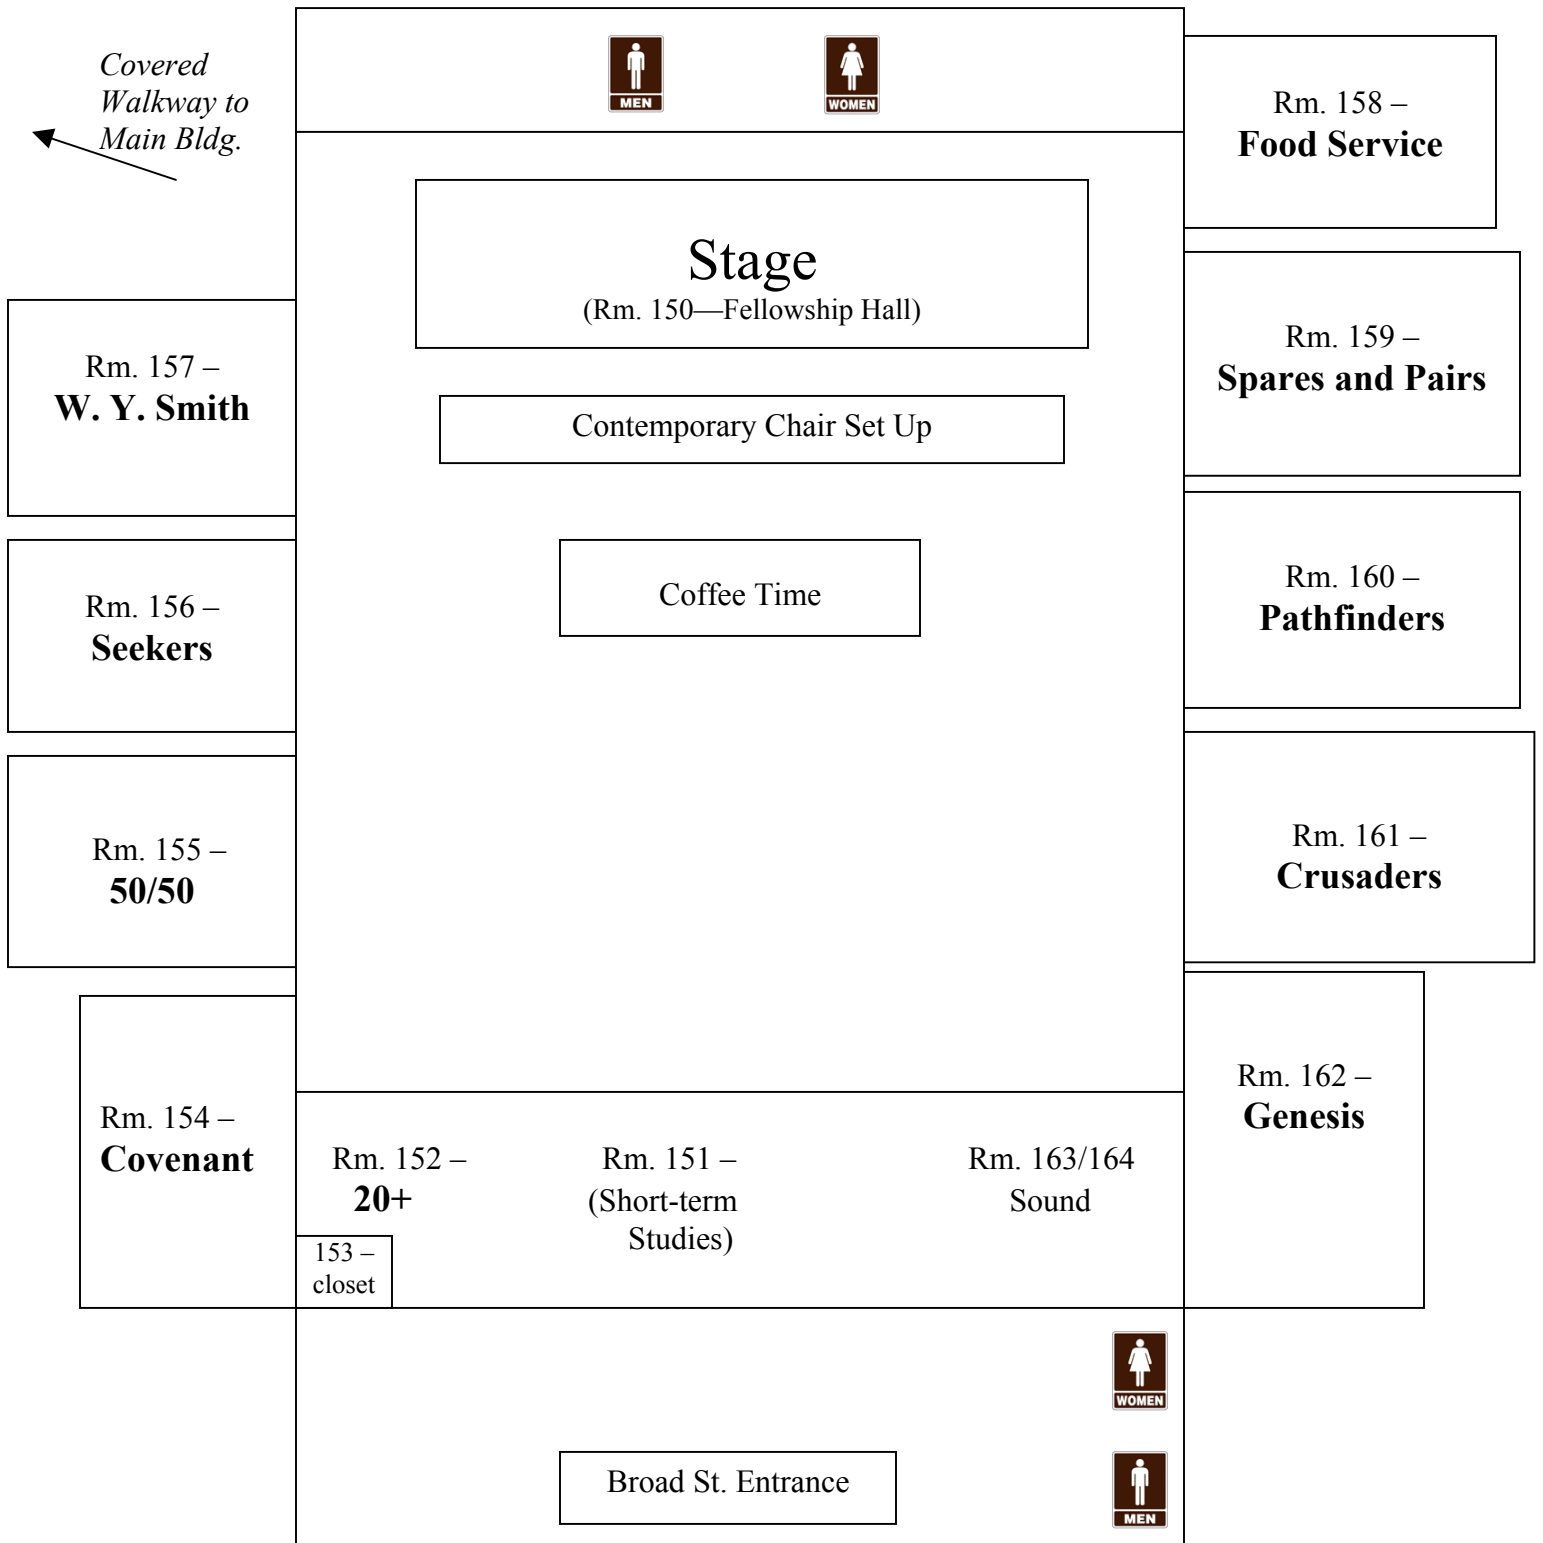 Covered
Walkway to
Main Bldg.
MEN
WOMEN
Rm. 158 –
Food Service
Stage
(Rm. 150—Fellowship Hall)
Rm. 157 –
W. Y. Smith
Rm. 159 –
Spares and Pairs
Contemporary Chair Set Up
Coffee Time
Rm. 156 –
Seekers
Rm. 160 –
Pathfinders
Rm. 155 –
50/50
Rm. 161 –
Crusaders
Rm. 154 –
Covenant
Rm. 152 –
20+
153 –
closet
Rm. 151 –
(Short-term
Studies)
Rm. 163/164
Sound
Rm. 162 –
Genesis
WOMEN
Broad St. Entrance
MEN